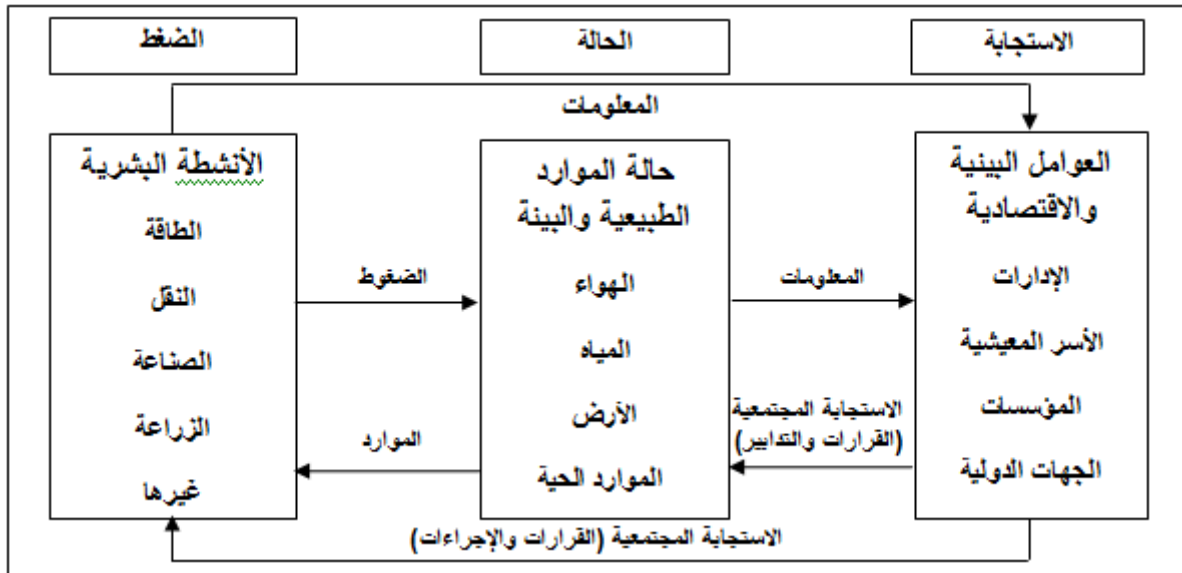 الاستجابة
الحالة
الضغط
المعلومات
العوامل البينية
والاقتصادية
الإدارات
الأسر المعيشية
المؤسسات
الجهات الدولية
المعلومات
الاستجابة المجتمعية
(القرارات والتدابير)
حالة الموارد
الطبيعية والبينة
الهواء
المياه
الأرض
الموارد الحية
الضغوط
الموارد
الأنشطة البشرية
الطاقة
النقل
الصناعة
الزراعة
غيرها
الاستجابة المجتمعية (القرارات والإجراءات)